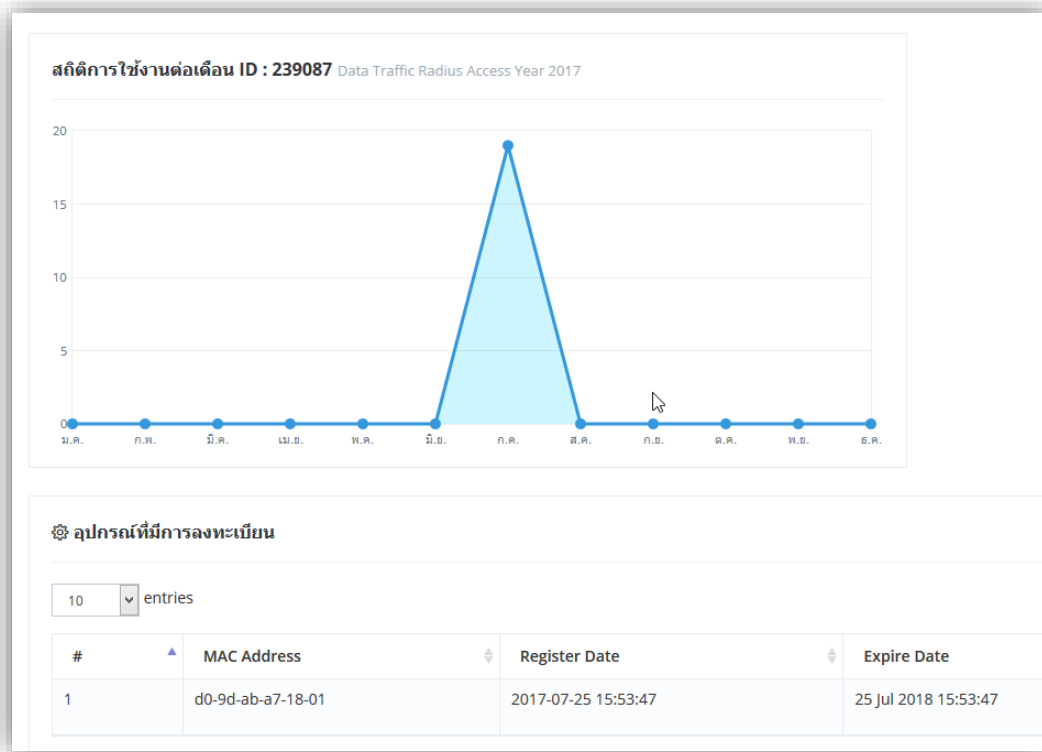 สถิติการใช้งานต่อเดือน ID : 239087 Data Traffic Radius Access Year 2017
20
15
10
5
0
ม.ค. ก.พ. มี.ค. เม.ย. พ.ค. มิ.ย. ก.ค. ส.ค. ก.ย. ต.ค. พ.ย. ธ.ค.
อุปกรณ์ที่มีการลงทะเบียน
10 entries
# MAC Address Register Date Expire Date
1 d0-9d-ab-a7-18-01 2017-07-25 15:53:47 25 Jul 2018 15:53:47